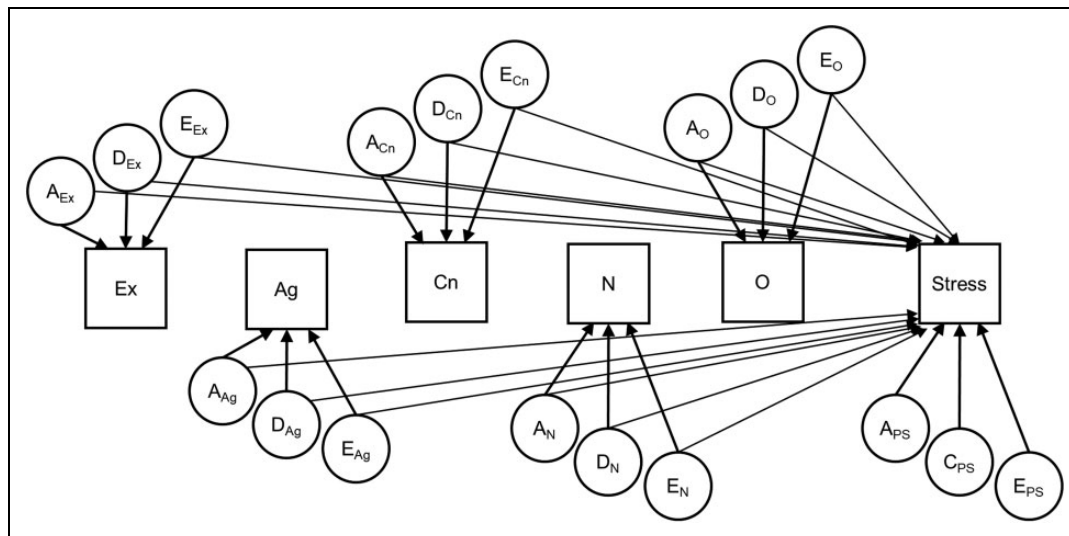 E_O
E_Cn
D_O
D_Cn
E_Ex
A_O
A_Cn
D_Ex
A_Ex
Ex
Ag
Cn
N
O
Stress
A_Ag
D_Ag
E_Ag
A_N
D_N
E_N
A_PS
C_PS
E_PS